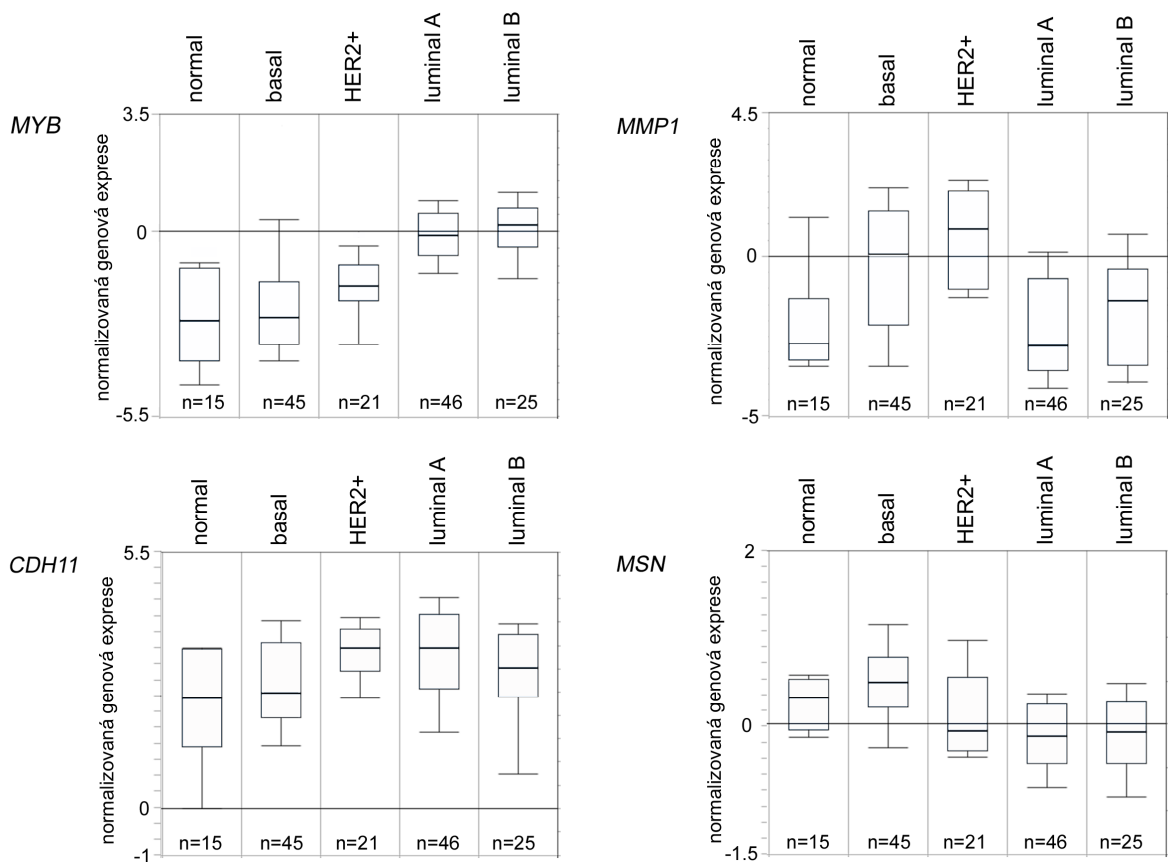 normal
basal
HER2+
luminal A
luminal B
MYB
normalizovaná genová exprese
3.5
0
-5.5
n=15
n=45
n=21
n=46
n=25
normal
basal
HER2+
luminal A
luminal B
MMP1
normalizovaná genová exprese
4.5
0
-5
n=15
n=45
n=21
n=46
n=25
normal
basal
HER2+
luminal A
luminal B
CDH11
normalizovaná genová exprese
5.5
0
-1
n=15
n=45
n=21
n=46
n=25
normal
basal
HER2+
luminal A
luminal B
MSN
normalizovaná genová exprese
2
0
-1.5
n=15
n=45
n=21
n=46
n=25